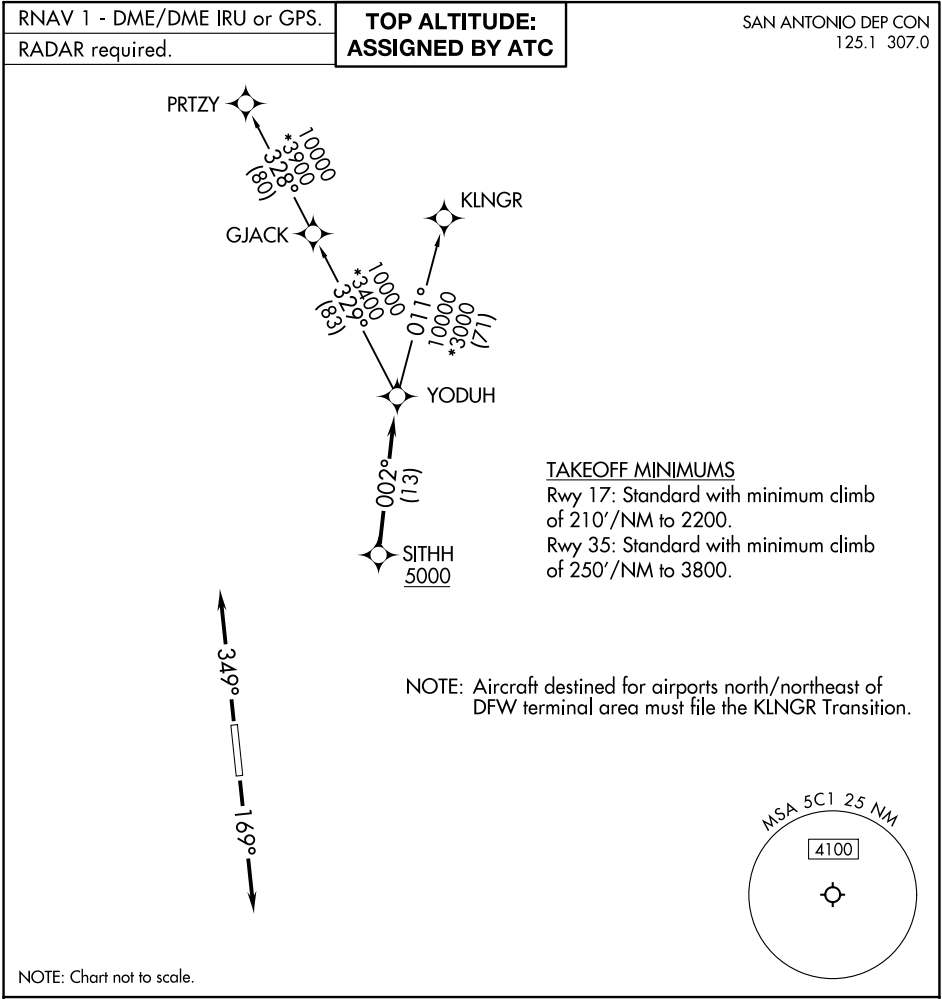 RNAV 1 - DME/DME IRU or GPS.
RADAR required.
TOP ALTITUDE:
ASSIGNED BY ATC
SAN ANTONIO DEP CON
125.1 307.0
PRTZY
10000
*3900
328°
(80)
KLNGR
GJACK
10000
*3400
329°
(83)
011°
10000
*3000
(71)
YODUH
002°
(13)
SITHH
5000
TAKEOFF MINIMUMS
Rwy 17: Standard with minimum climb
of 210'/NM to 2200.
Rwy 35: Standard with minimum climb
of 250'/NM to 3800.
349°
169°
NOTE: Aircraft destined for airports north/northeast of
DFW terminal area must file the KLNGR Transition.
MSA 5C1 25 NM
4100
NOTE: Chart not to scale.